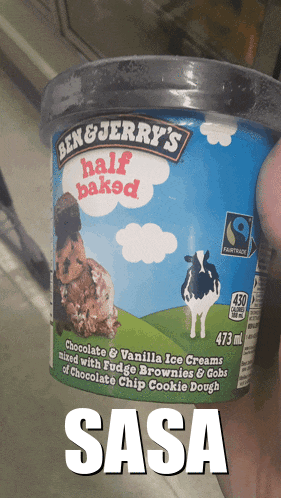 BEN & JERRY'S
half
baked
FAIRTRADE
430
CALORIES
473 ml
Chocolate & Vanilla Ice Creams
mixed with Fudge Brownies & Gobs
of Chocolate Chip Cookie Dough
SASA